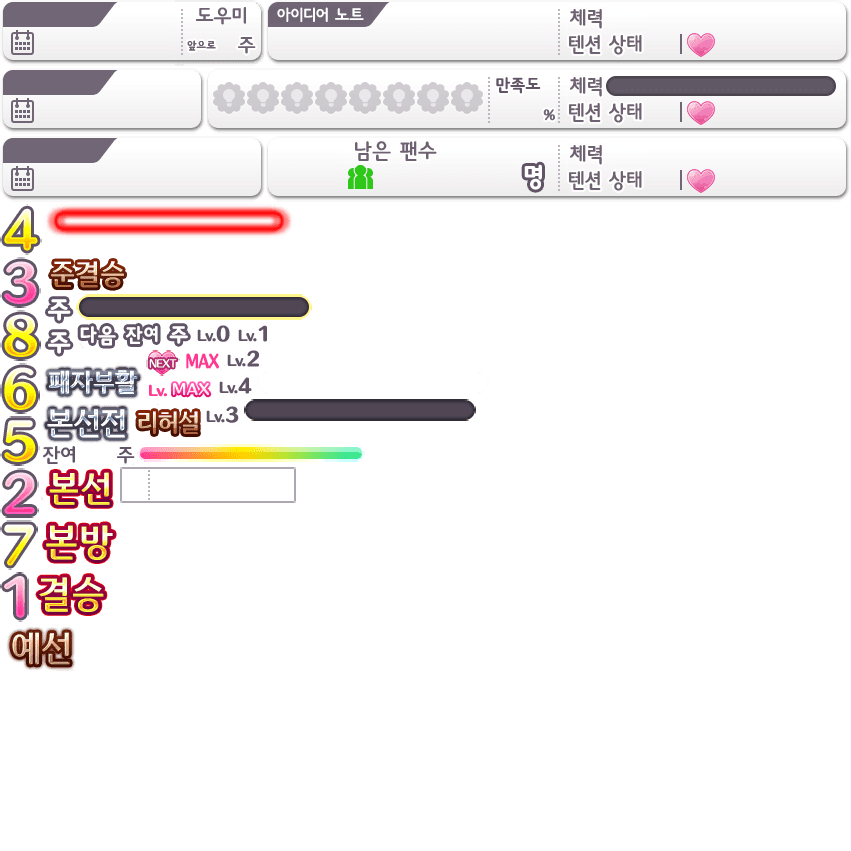 도우미
앞으로 주
아이디어 노트
체력
텐션 상태
만족도
%
체력
텐션 상태
남은 팬수
명
체력
텐션 상태
4
3 준결승
주
8 주 다음 잔여 주 Lv.0 Lv.1
NEXT MAX Lv.2
6 패자부활 Lv. MAX Lv.4
본선전 리허설 Lv.3
5 잔여 주
2 본선
7 본방
1 결승
예선